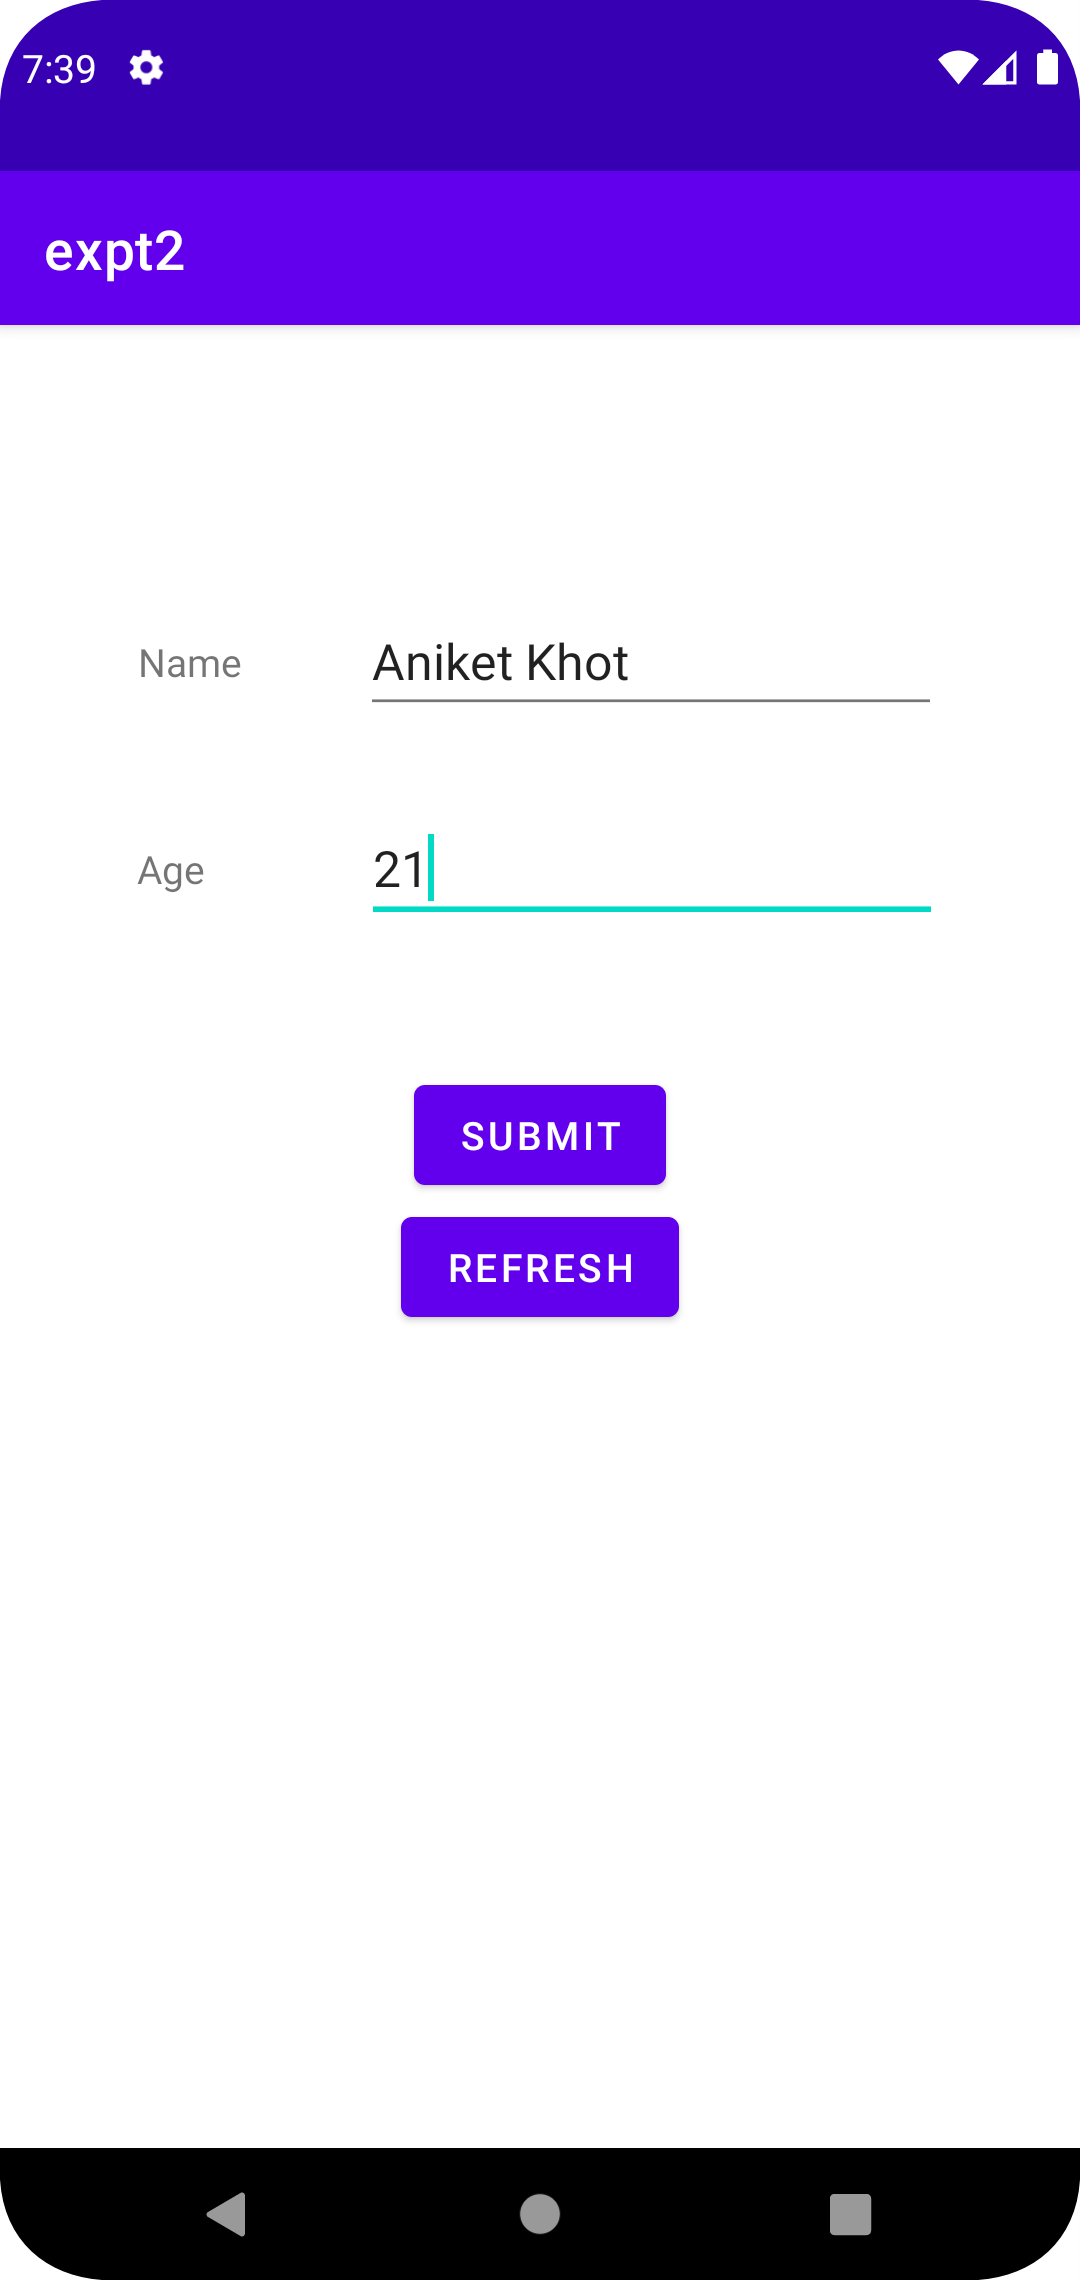 7:39
expt2
Name Aniket Khot
Age 21
SUBMIT
REFRESH